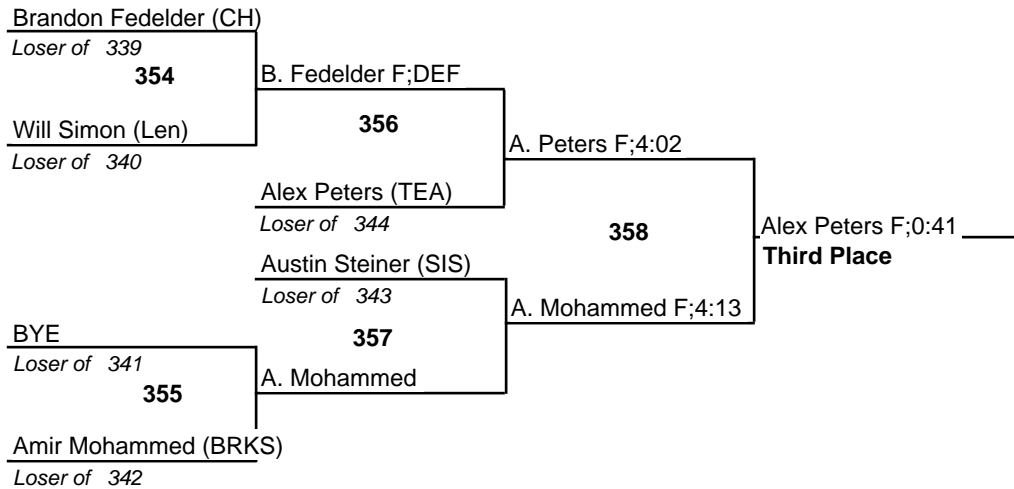 Brandon Fedelder (CH)
Loser of 339
354
B. Fedelder F;DEF
Will Simon (Len)
Loser of 340
356
A. Peters F;4:02
Alex Peters (TEA)
Loser of 344
358
Alex Peters F;0:41
Third Place
Austin Steiner (SIS)
Loser of 343
A. Mohammed F;4:13
357
BYE
Loser of 341
355
A. Mohammed
Amir Mohammed (BRKS)
Loser of 342